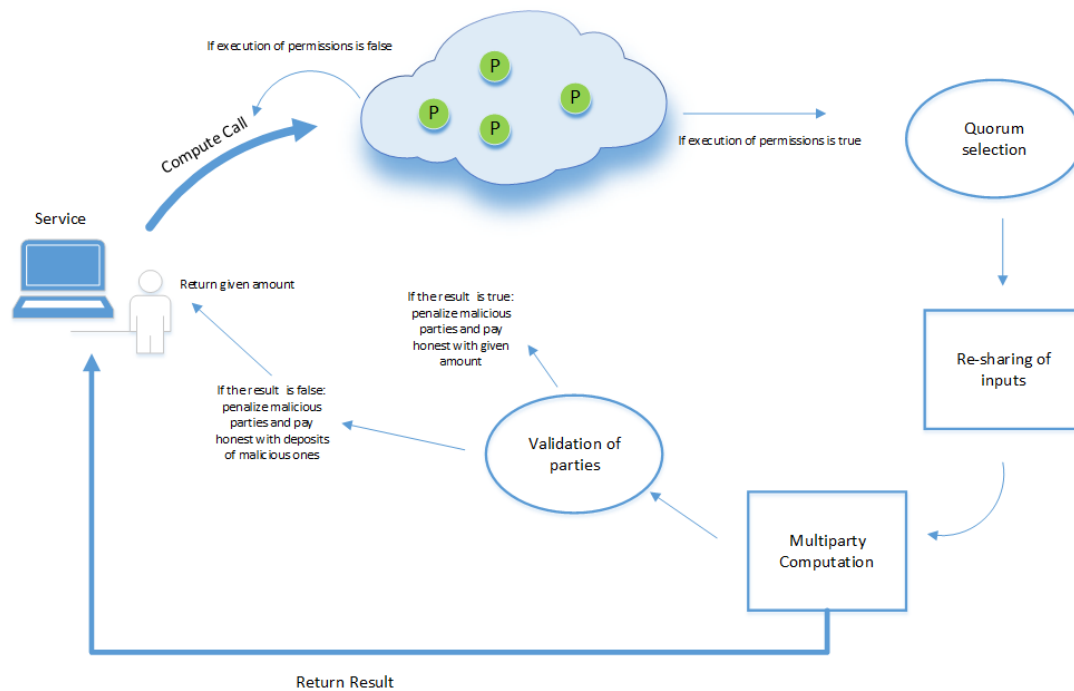 If execution of permissions is false
P
P
P
P
Compute Call
If execution of permissions is true
Quorum
selection
Service
Return given amount
If the result is true:
penalize malicious
parties and pay
honest with given
amount
Re-sharing of
inputs
If the result is false:
penalize malicious
parties and pay
honest with deposits
of malicious ones
Validation of
parties
Multiparty
Computation
Return Result